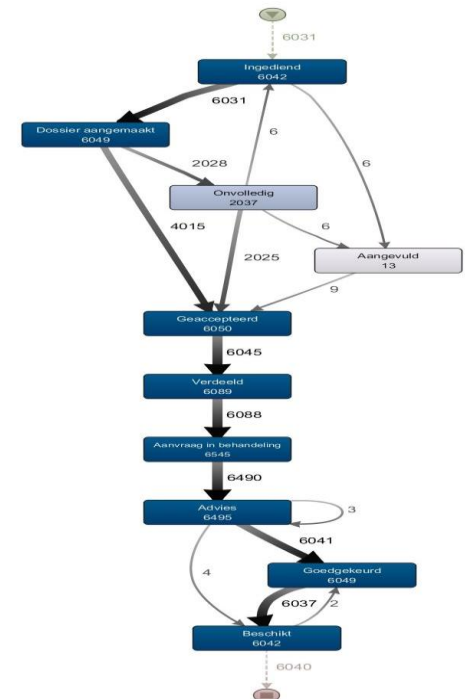 6031
Ingediend
6042
6031
Dossier aangemaakt
6049
6
2028
6
Onvolledig
2037
4015
2025
6
Aangevuld
13
9
Geaccepteerd
6050
6045
Verdeeld
6089
6088
Aanvraag in behandeling
6545
6490
Advies
6495
3
6041
4
Goedgekeurd
6049
6037
2
Beschikt
6042
6040